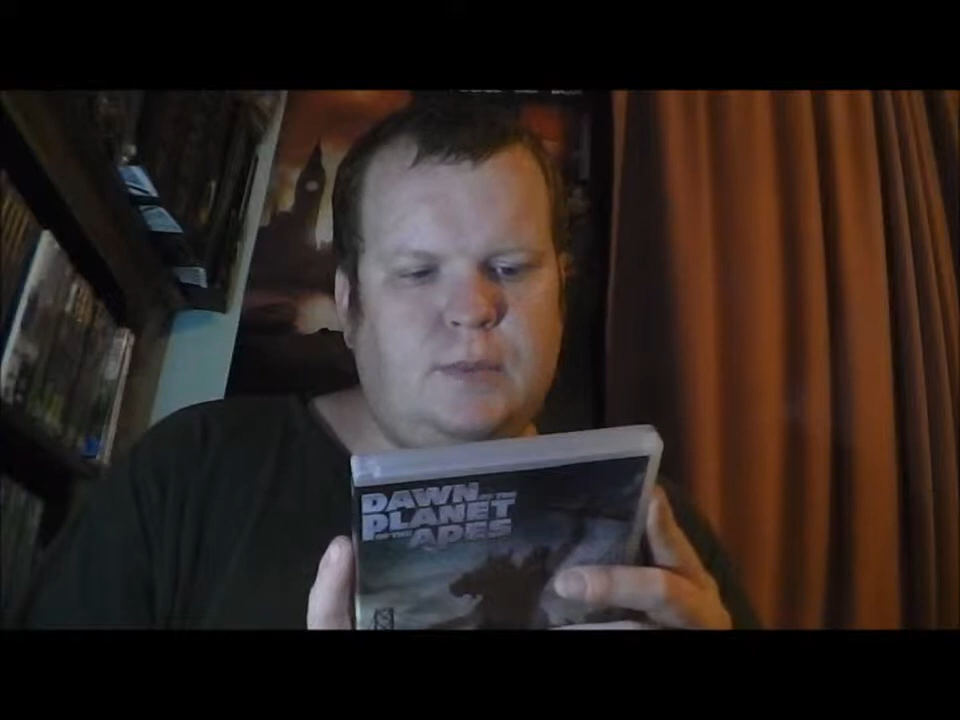 DAWN OF THE
PLANET
OF THE APES